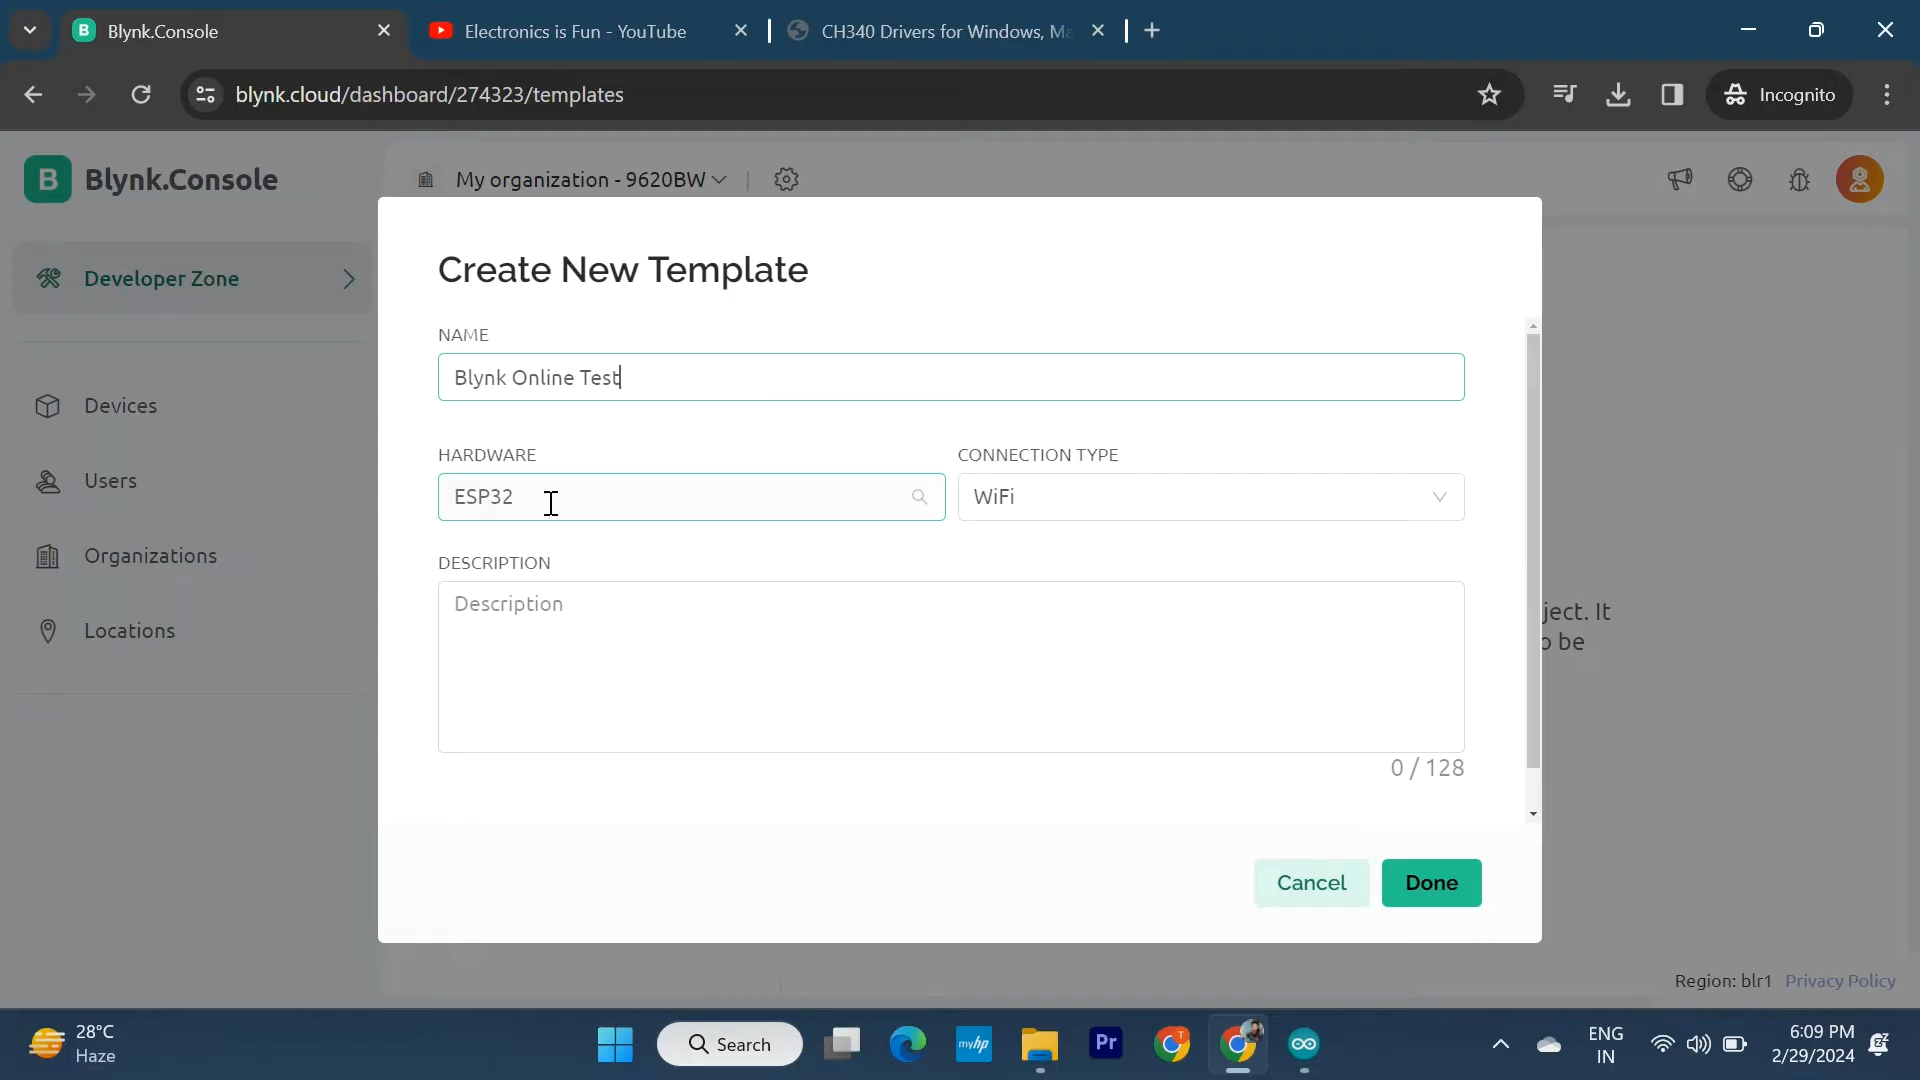 Blynk.Console
Electronics is Fun - YouTube
CH340 Drivers for Windows, Ma
blynk.cloud/dashboard/274323/templates
Incognito
B Blynk.Console
My organization - 9620BW
Developer Zone
Devices
Users
Organizations
Locations
Create New Template
NAME
Blynk Online Test
HARDWARE
CONNECTION TYPE
ESP32
WiFi
DESCRIPTION
Description
0 / 128
ject. It
o be
Cancel
Done
Region: blr1 Privacy Policy
28°C
Haze
Search
myhp
Pr
T
ENG
IN
6:09 PM
2/29/2024